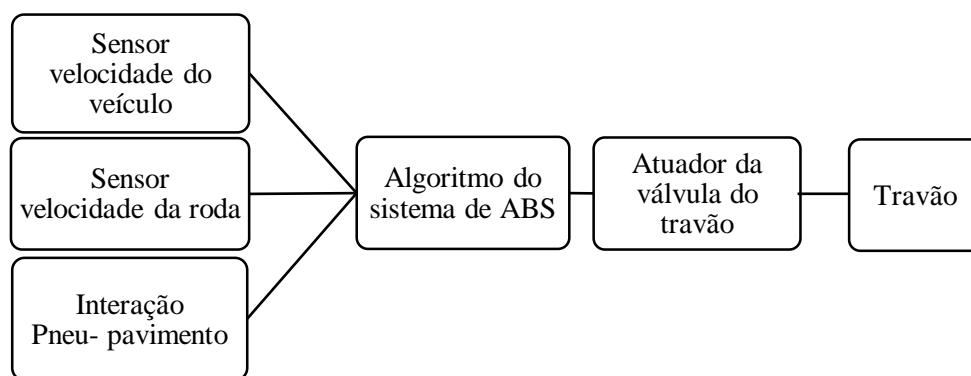 Sensor
velocidade do
veículo
Sensor
velocidade da roda
Interação
Pneu- pavimento
Algoritmo do
sistema de ABS
Atuador da
válvula do
travão
Travão